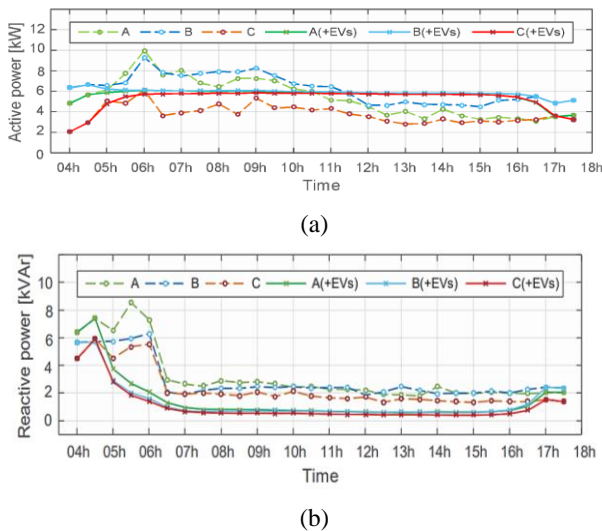 14
A B C A(+EVs) B(+EVs) C(+EVs)
12
10
8
6
4
2
0
Active power [kW]
04h 05h 06h 07h 08h 09h 10h 11h 12h 13h 14h 15h 16h 17h 18h
Time
(a)
12
A B C A(+EVs) B(+EVs) C(+EVs)
10
8
6
4
2
0
Reactive power [kVAr]
04h 05h 06h 07h 08h 09h 10h 11h 12h 13h 14h 15h 16h 17h 18h
Time
(b)